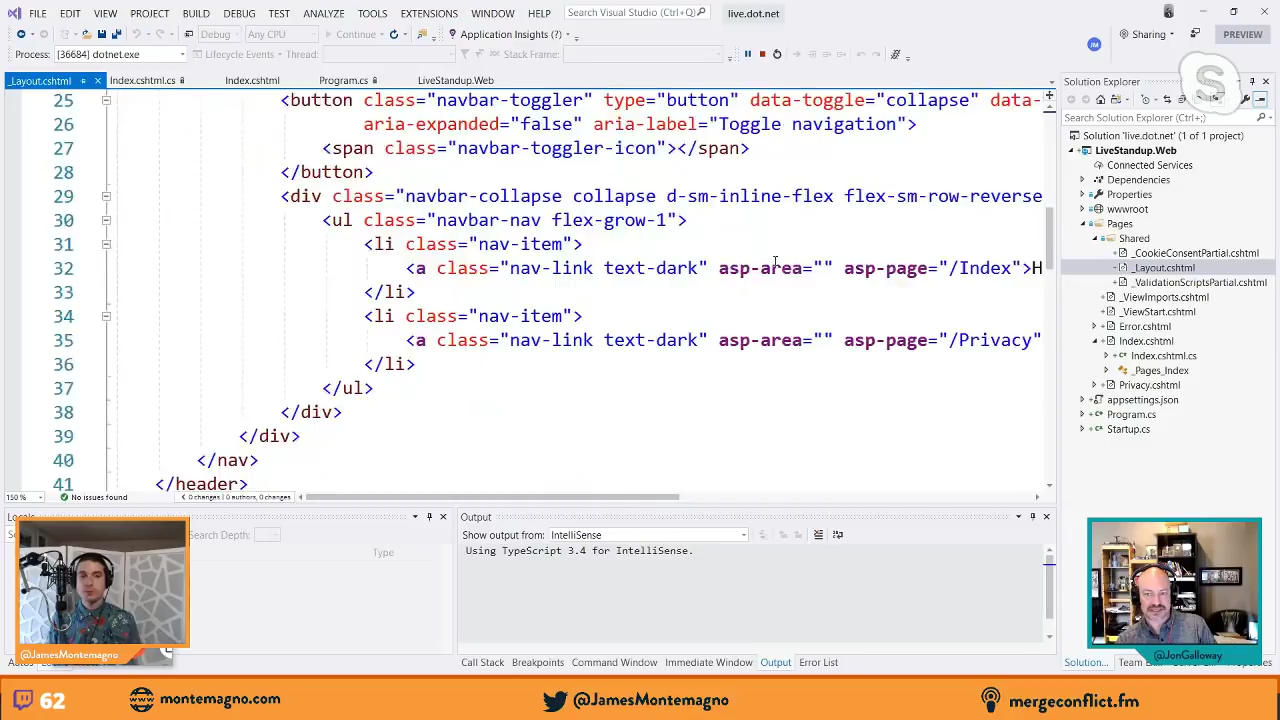 FILE EDIT VIEW PROJECT BUILD DEBUG TEST ANALYZE TOOLS EXTENSIONS WINDOW HELP Search Visual Studio (Ctrl+Q) live.dot.net
Debug Any CPU Continue Application Insights Sharing PREVIEW
JM
Process: [36684] dotnet.exe Lifecycle Events Thread: Stack Frame:
_Layout.cshtml Index.cshtml.cs Index.cshtml Program.cs LiveStandup.Web
25 <button class="navbar-toggler" type="button" data-toggle="collapse" data-
26 aria-expanded="false" aria-label="Toggle navigation">
27 <span class="navbar-toggler-icon"></span>
28 </button>
29 <div class="navbar-collapse collapse d-sm-inline-flex flex-sm-row-reverse
30 <ul class="navbar-nav flex-grow-1">
31 <li class="nav-item">
32 <a class="nav-link text-dark" asp-area="" asp-page="/Index">H
33 </li>
34 <li class="nav-item">
35 <a class="nav-link text-dark" asp-area="" asp-page="/Privacy"
36 </li>
37 </ul>
38 </div>
39 </div>
40 </nav>
41 </header>
150 % No issues found 0 changes | 0 authors, 0 changes
Solution Explorer
Search Solution Explorer (Ctrl+;)
Solution 'live.dot.net' (1 of 1 project)
LiveStandup.Web
Connected Services
Dependencies
Properties
wwwroot
Pages
Shared
_CookieConsentPartial.cshtml
_Layout.cshtml
_ValidationScriptsPartial.cshtml
_ViewImports.cshtml
_ViewStart.cshtml
Error.cshtml
Index.cshtml
Index.cshtml.cs
_Pages_Index
Privacy.cshtml
appsettings.json
Program.cs
Startup.cs
Locals
Search Depth:
Type
Output
Show output from: IntelliSense
Using TypeScript 3.4 for IntelliSense.
Call Stack Breakpoints Command Window Immediate Window Output Error List
Solution...
@JamesMontemagno
@JonGalloway
62 montemagno.com @JamesMontemagno mergeconflict.fm